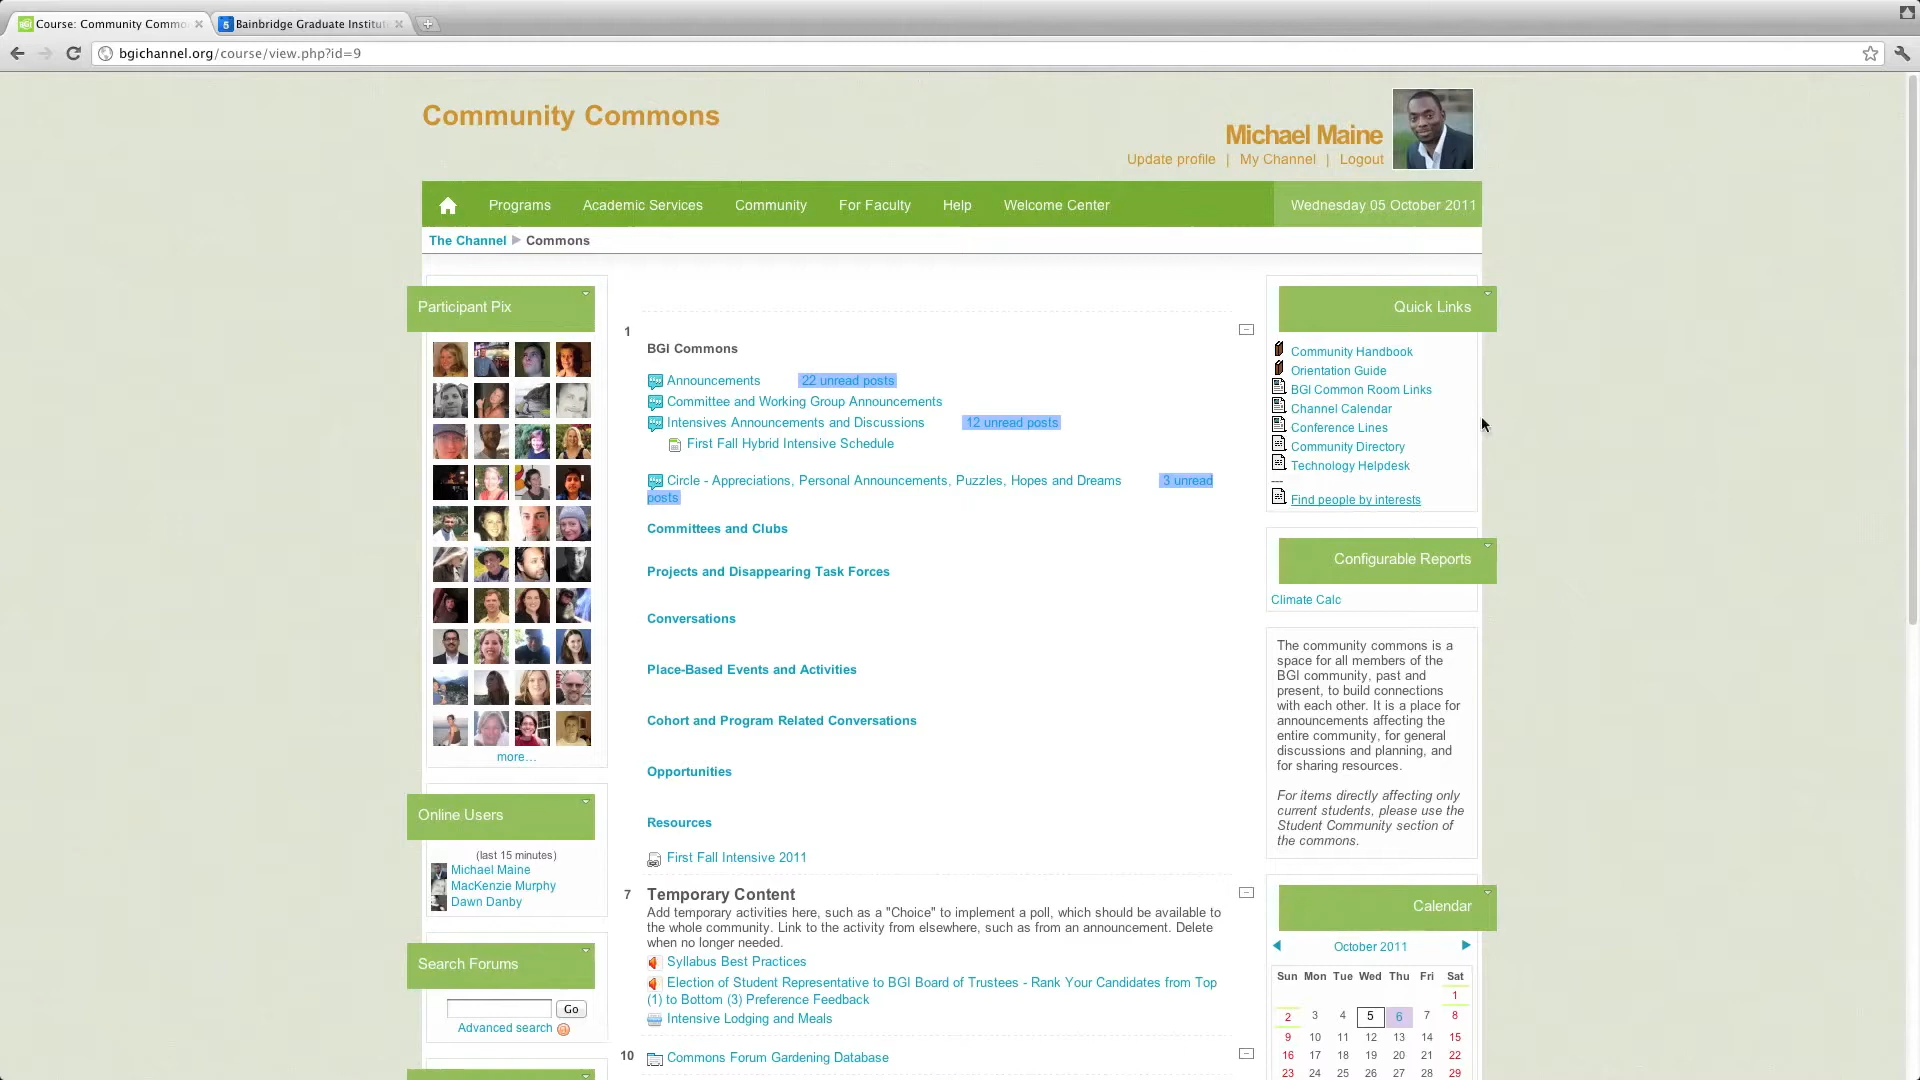 Course: Community Commo
Bainbridge Graduate Institut
bgichannel.org/course/view.php?id=9
Community Commons
Michael Maine
Update profile | My Channel | Logout
Programs Academic Services Community For Faculty Help Welcome Center Wednesday 05 October 2011
The Channel Commons
Participant Pix
more...
Online Users
(last 15 minutes)
Michael Maine
MacKenzie Murphy
Dawn Danby
Search Forums
Go
Advanced search
1
BGI Commons
Announcements 22 unread posts
Committee and Working Group Announcements
Intensives Announcements and Discussions 12 unread posts
First Fall Hybrid Intensive Schedule
Circle - Appreciations, Personal Announcements, Puzzles, Hopes and Dreams 3 unread
posts
Committees and Clubs
Projects and Disappearing Task Forces
Conversations
Place-Based Events and Activities
Cohort and Program Related Conversations
Opportunities
Resources
First Fall Intensive 2011
7 Temporary Content
Add temporary activities here, such as a "Choice" to implement a poll, which should be available to
the whole community. Link to the activity from elsewhere, such as from an announcement. Delete
when no longer needed.
Syllabus Best Practices
Election of Student Representative to BGI Board of Trustees - Rank Your Candidates from Top
(1) to Bottom (3) Preference Feedback
Intensive Lodging and Meals
10 Commons Forum Gardening Database
Quick Links
Community Handbook
Orientation Guide
BGI Common Room Links
Channel Calendar
Conference Lines
Community Directory
Technology Helpdesk
---
Find people by interests
Configurable Reports
Climate Calc
The community commons is a
space for all members of the
BGI community, past and
present, to build connections
with each other. It is a place for
announcements affecting the
entire community, for general
discussions and planning, and
for sharing resources.
For items directly affecting only
current students, please use the
Student Community section of
the commons.
Calendar
October 2011
Sun Mon Tue Wed Thu Fri Sat
1
2 3 4 5 6 7 8
9 10 11 12 13 14 15
16 17 18 19 20 21 22
23 24 25 26 27 28 29